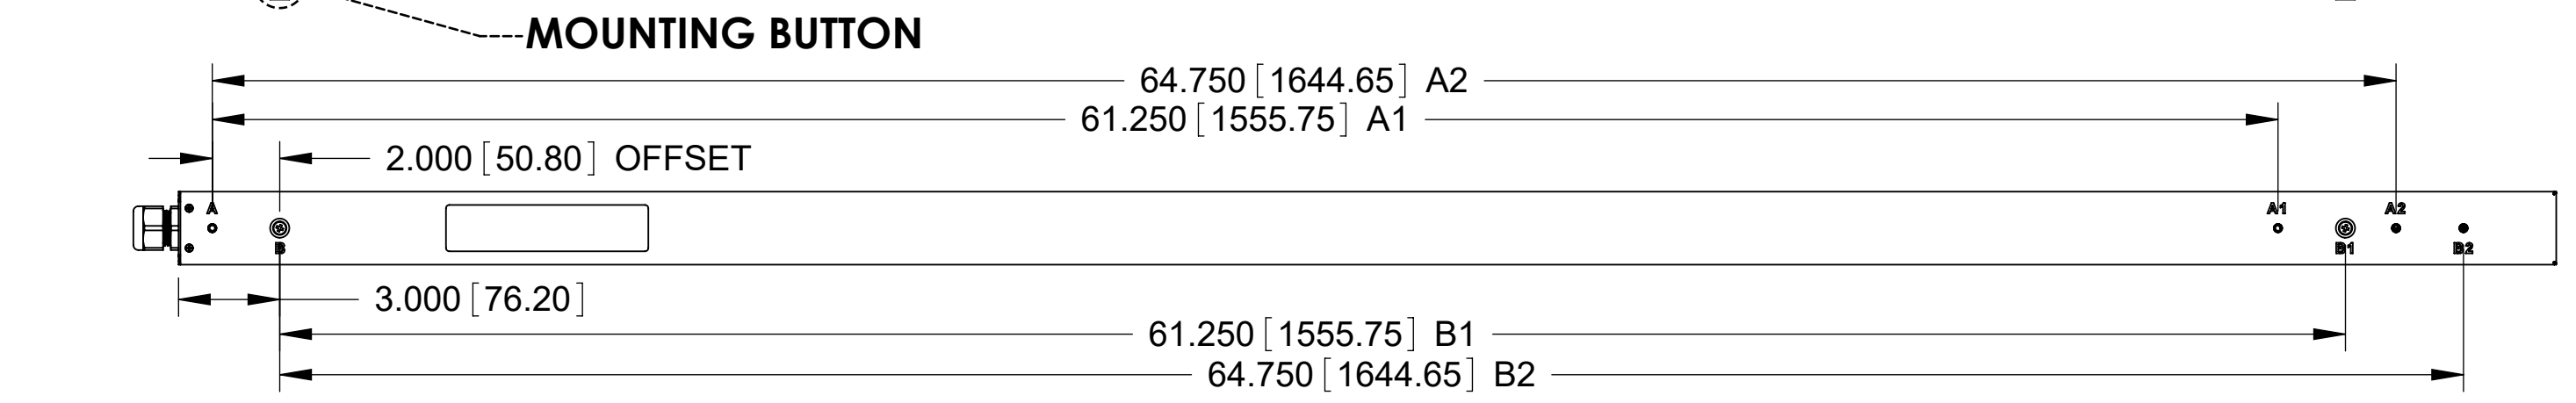 MOUNTING BUTTON
64.750 [1644.65] A2
61.250 [1555.75] A1
2.000 [50.80] OFFSET
A
A1
A2
B
B1
B2
3.000 [76.20]
61.250 [1555.75] B1
64.750 [1644.65] B2